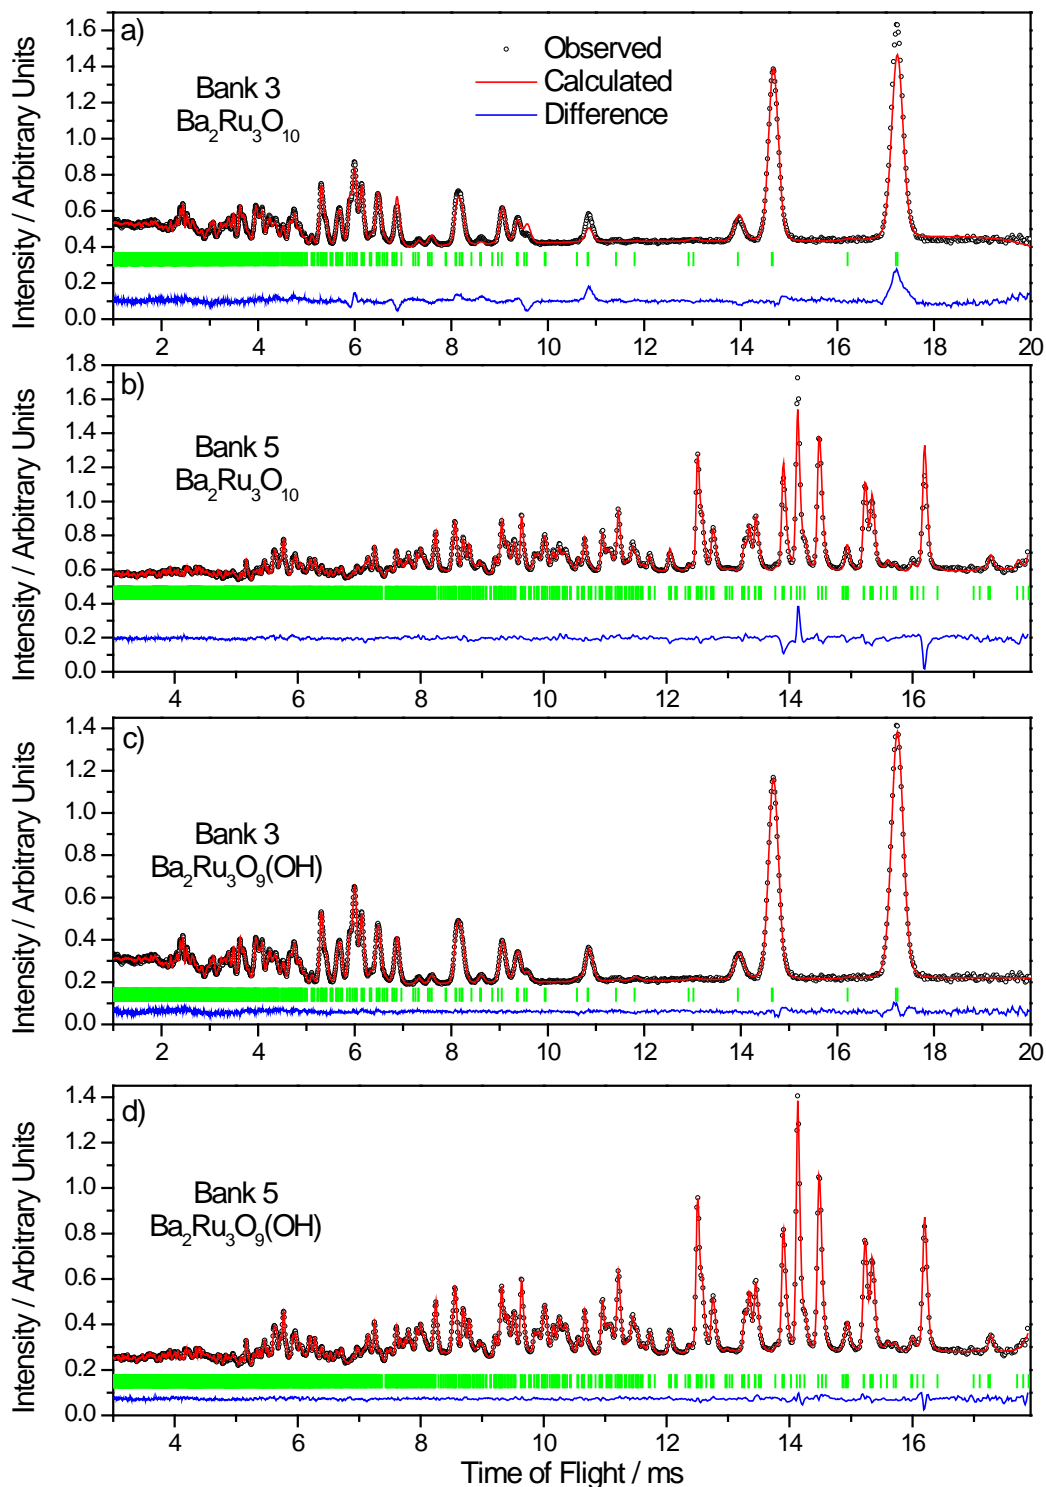 a)
Bank 3
Ba₂Ru₃O₁₀
Observed
Calculated
Difference
Intensity / Arbitrary Units
1.6
1.4
1.2
1.0
0.8
0.6
0.4
0.2
0.0
2 4 6 8 10 12 14 16 18 20
b)
Bank 5
Ba₂Ru₃O₁₀
Intensity / Arbitrary Units
1.8
1.6
1.4
1.2
1.0
0.8
0.6
0.4
0.2
0.0
4 6 8 10 12 14 16
c)
Bank 3
Ba₂Ru₃O₉(OH)
Intensity / Arbitrary Units
1.4
1.2
1.0
0.8
0.6
0.4
0.2
0.0
2 4 6 8 10 12 14 16 18 20
d)
Bank 5
Ba₂Ru₃O₉(OH)
Intensity / Arbitrary Units
1.4
1.2
1.0
0.8
0.6
0.4
0.2
0.0
4 6 8 10 12 14 16
Time of Flight / ms